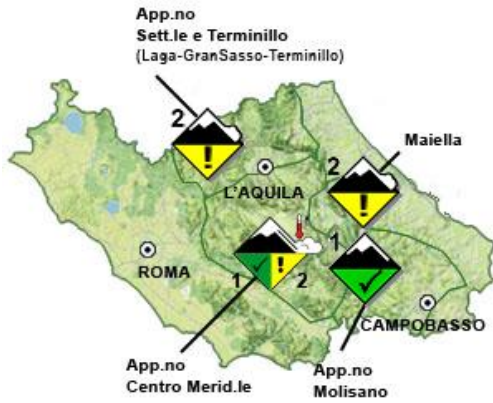 App.no
Sett.le e Terminillo
(Laga-GranSasso-Terminillo)
2
!
L'AQUILA
Maiella
2
!
ROMA
1
!
2
1
CAMPOBASSO
App.no
Centro Merid.le
App.no
Molisano